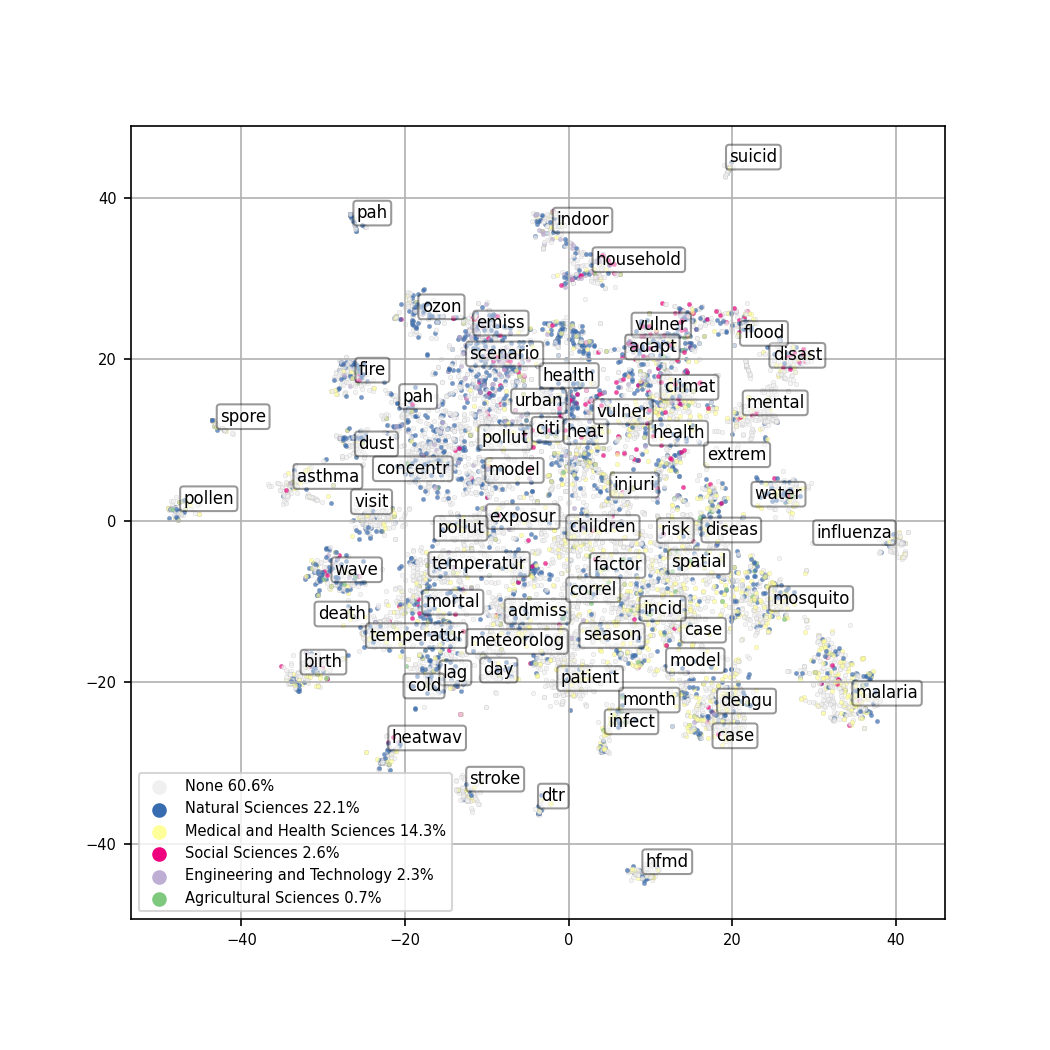 suicid
40
pah
indoor
household
ozon
emiss
vulner
flood
scenario
adapt
disast
20
fire
health
climat
pah
urban
mental
spore
vulner
citi
heat
health
dust
pollut
extrem
concentr
model
asthma
injuri
pollen
visit
water
exposur
0
pollut
children
risk
diseas
influenza
temperatur
factor
spatial
wave
correl
mosquito
death
mortal
admiss
incid
temperatur
meteorolog
season
case
birth
lag
day
model
−20
cold
patient
malaria
month
dengu
infect
case
heatwav
stroke
dtr
None 60.6%
Natural Sciences 22.1%
Medical and Health Sciences 14.3%
−40
Social Sciences 2.6%
hfmd
Engineering and Technology 2.3%
Agricultural Sciences 0.7%
−40 −20 0 20 40